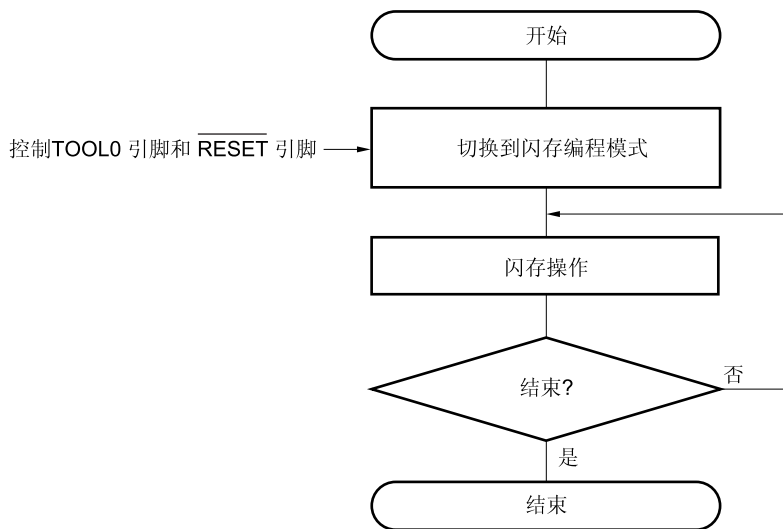 开始
控制TOOL0 引脚和 RESET 引脚
切换到闪存编程模式
闪存操作
结束?
否
是
结束